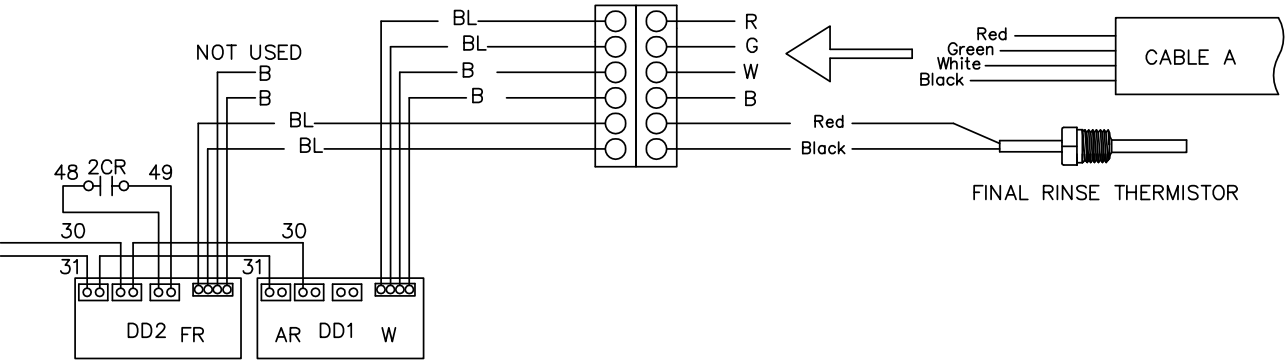 BL
R
Red
NOT USED
BL
G
Green
CABLE A
B
B
W
White
B
B
B
Black
BL
Red
BL
Black
48
2CR
49
FINAL RINSE THERMISTOR
30
30
31
31
DD2
FR
AR
DD1
W